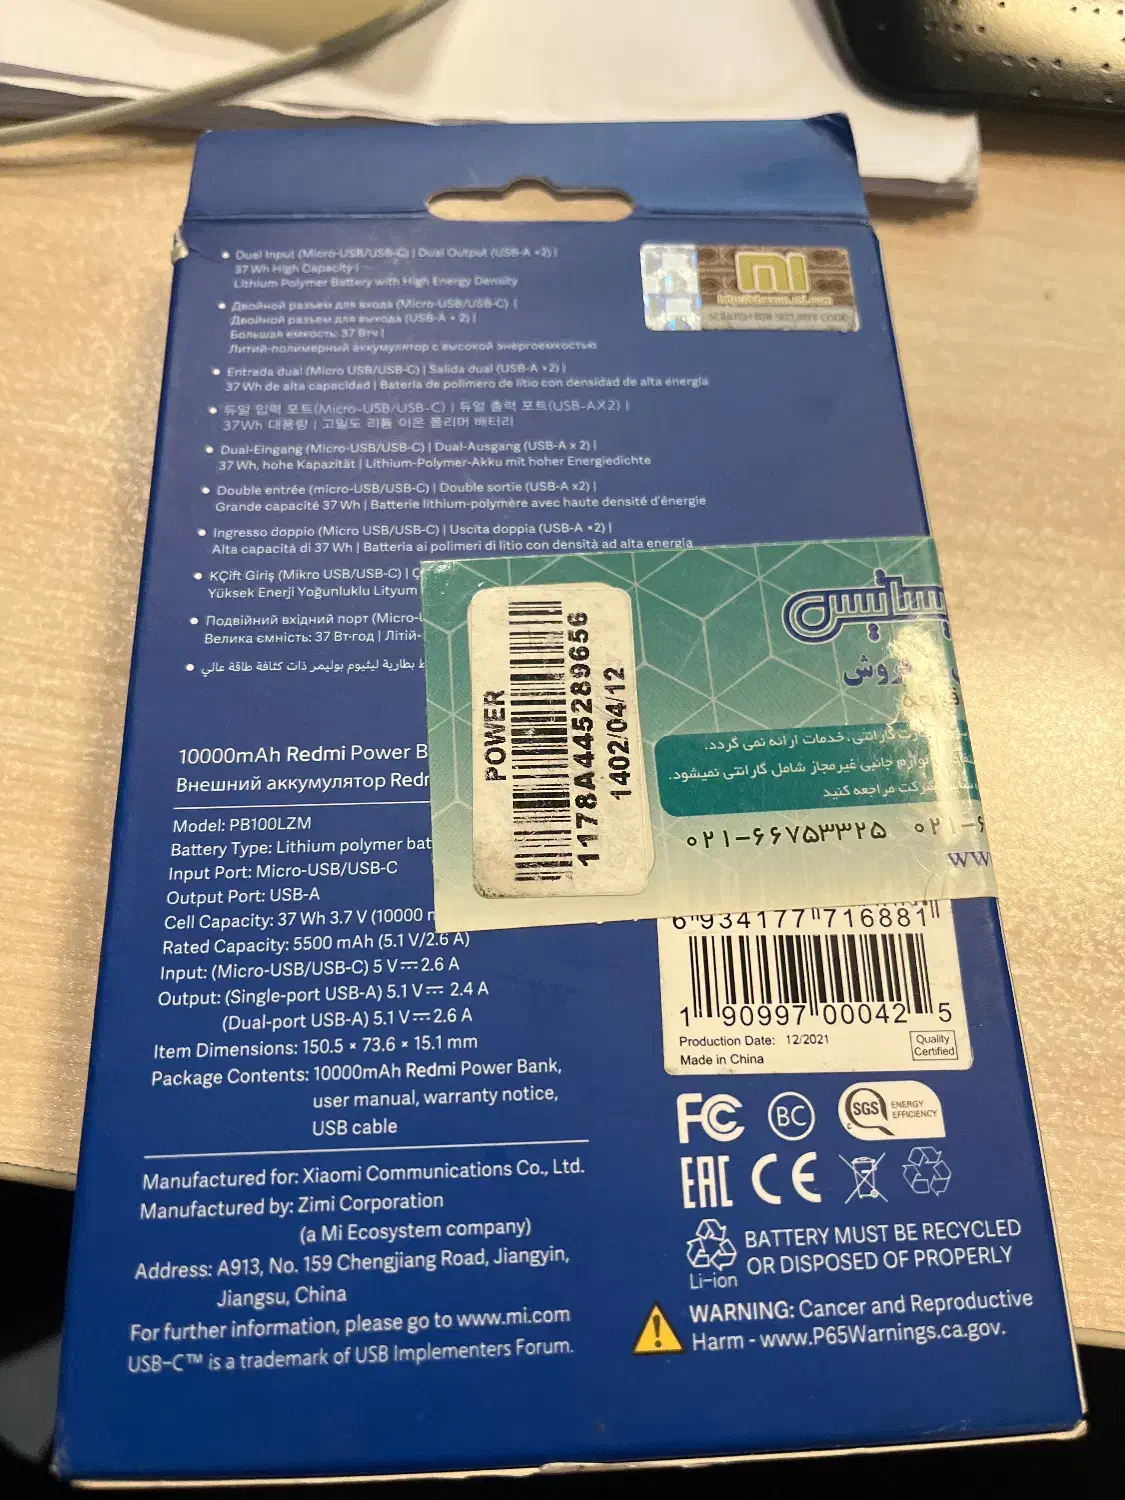 • Dual Input (Micro-USB/USB-C) | Dual Output (USB-A ×2) |
37 Wh High Capacity |
Lithium Polymer Battery with High Energy Density
• Двойной разъем для входа (Micro-USB/USB-C) |
Двойной разъем для выхода (USB-A × 2) |
Большая емкость: 37 Втч |
Литий-полимерный аккумулятор с высокой энергоемкостью
• Entrada dual (Micro USB/USB-C) | Salida dual (USB-A ×2) |
37 Wh de alta capacidad | Batería de polímero de litio con densidad de alta energía
• 듀얼 입력 포트(Micro-USB/USB-C) | 듀얼 출력 포트(USB-AX2) |
37Wh 대용량 | 고밀도 리튬 이온 폴리머 배터리
• Dual-Eingang (Micro-USB/USB-C) | Dual-Ausgang (USB-A x 2) |
37 Wh, hohe Kapazität | Lithium-Polymer-Akku mit hoher Energiedichte
• Double entrée (micro-USB/USB-C) | Double sortie (USB-A x2) |
Grande capacité 37 Wh | Batterie lithium-polymère avec haute densité d'énergie
• Ingresso doppio (Micro USB/USB-C) | Uscita doppia (USB-A ×2) |
Alta capacità di 37 Wh | Batteria ai polimeri di litio con densità ad alta energia
• KÇift Giriş (Mikro USB/USB-C) |
Yüksek Enerji Yoğunluklu Lityum
• Подвійний вхідний порт (Micro-
Велика ємність: 37 Вт·год | Літій-
• بطارية ليثيوم بوليمر ذات كثافة طاقة عالي
mi
SCRATCH FOR SECURITY CODE
فروش
کارت گارانتی، خدمات ارائه نمی گردد.
لوازم جانبی غیرمجاز شامل گارانتی نمیشود.
شرکت مراجعه کنید
۰۲۱-۶۶۷۵۳۳۲۵ ۰۲۱-۶
ww
POWER
1178A445289656
1402/04/12
10000mAh Redmi Power B
Внешний аккумулятор Redr
Model: PB100LZM
Battery Type: Lithium polymer bat
Input Port: Micro-USB/USB-C
Output Port: USB-A
Cell Capacity: 37 Wh 3.7 V (10000 m
Rated Capacity: 5500 mAh (5.1 V/2.6 A)
Input: (Micro-USB/USB-C) 5 V⎓2.6 A
Output: (Single-port USB-A) 5.1 V⎓ 2.4 A
(Dual-port USB-A) 5.1 V⎓2.6 A
Item Dimensions: 150.5 × 73.6 × 15.1 mm
Package Contents: 10000mAh Redmi Power Bank,
user manual, warranty notice,
USB cable
Manufactured for: Xiaomi Communications Co., Ltd.
Manufactured by: Zimi Corporation
(a Mi Ecosystem company)
Address: A913, No. 159 Chengjiang Road, Jiangyin,
Jiangsu, China
For further information, please go to www.mi.com
USB-C™ is a trademark of USB Implementers Forum.
6 934177 716881
1 90997 00042 5
Production Date: 12/2021
Made in China
Quality
Certified
FC BC SGS ENERGY
EFFICIENCY
EAC CE
BATTERY MUST BE RECYCLED
OR DISPOSED OF PROPERLY
Li-ion
WARNING: Cancer and Reproductive
Harm - www.P65Warnings.ca.gov.